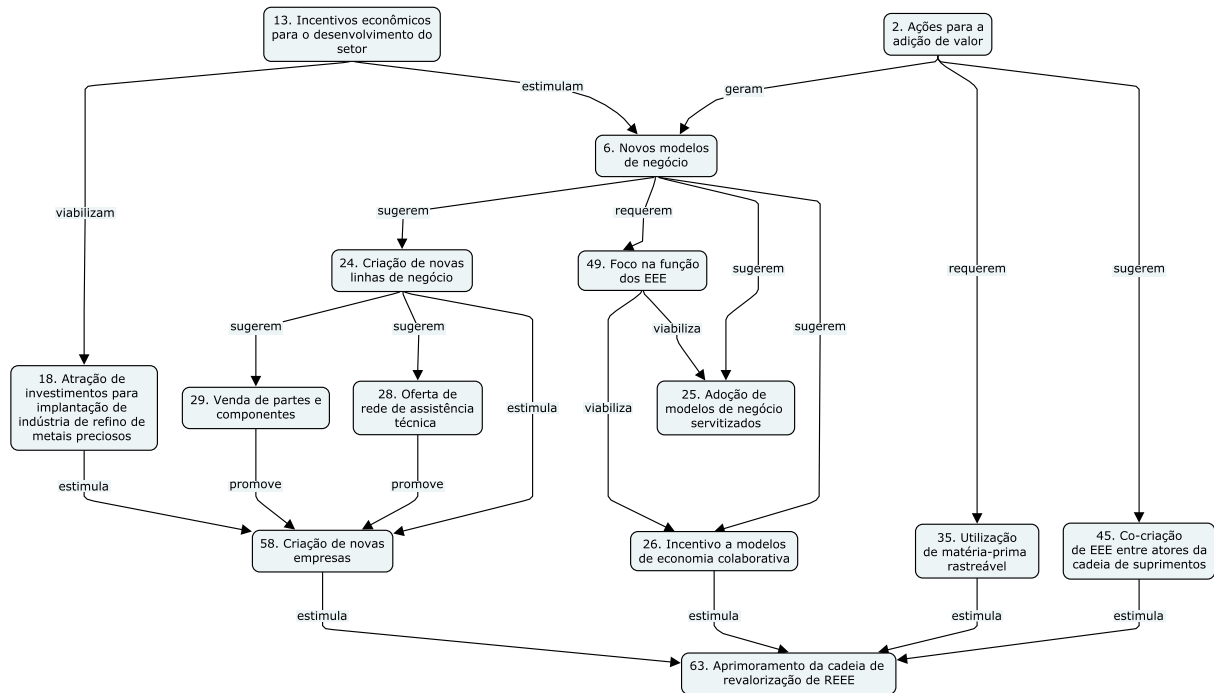 13. Incentivos econômicos
para o desenvolvimento do
setor
2. Ações para a
adição de valor
estimulam
geram
6. Novos modelos
de negócio
viabilizam
sugerem
requerem
24. Criação de novas
linhas de negócio
49. Foco na função
dos EEE
sugerem
requerem
sugerem
sugerem
sugerem
viabiliza
sugerem
18. Atração de
investimentos para
implantação de
indústria de refino de
metais preciosos
29. Venda de partes e
componentes
28. Oferta de
rede de assistência
técnica
estimula
viabiliza
25. Adoção de
modelos de negócio
servitizados
estimula
promove
promove
58. Criação de novas
empresas
26. Incentivo a modelos
de economia colaborativa
35. Utilização
de matéria-prima
rastreável
45. Co-criação
de EEE entre atores da
cadeia de suprimentos
estimula
estimula
estimula
estimula
63. Aprimoramento da cadeia de
revalorização de REEE